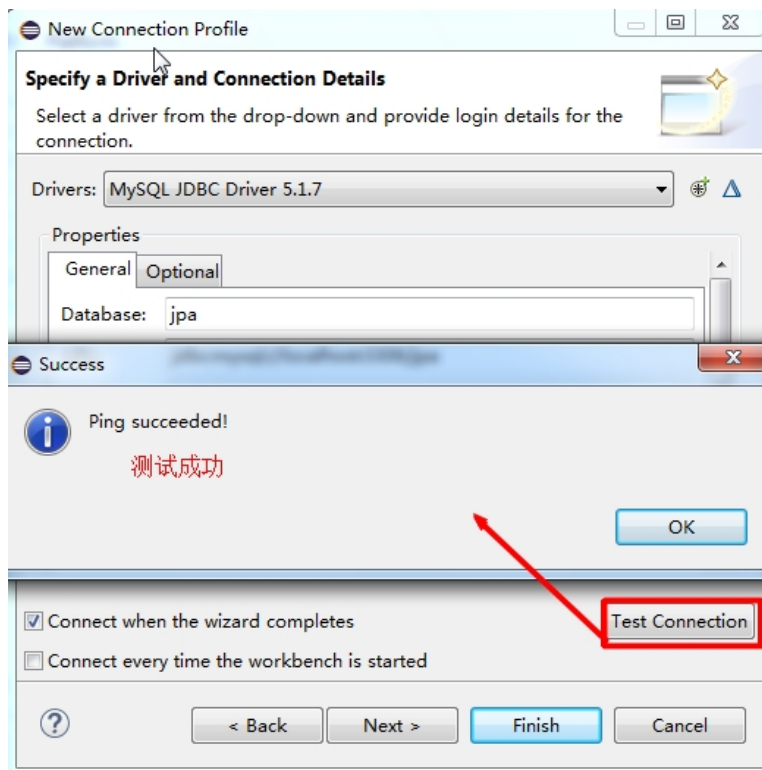 New Connection Profile
Specify a Driver and Connection Details
Select a driver from the drop-down and provide login details for the
connection.
Drivers: MySQL JDBC Driver 5.1.7
Properties
General Optional
Database: jpa
Success
Ping succeeded!
测试成功
OK
Connect when the wizard completes
Test Connection
Connect every time the workbench is started
< Back Next > Finish Cancel